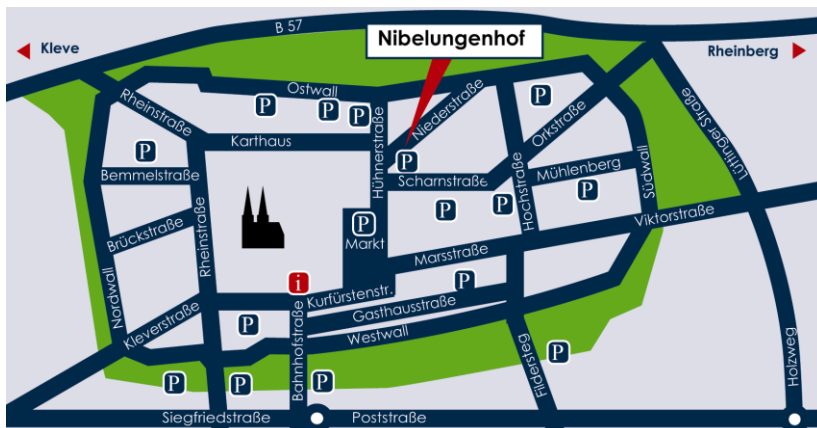 B 57
Kleve
Nibelungenhof
Rheinberg
Ostwall
Rheinstraße
P
P
P
P
Niederstraße
Orkstraße
Lüttinger Straße
Karthaus
Hühnerstraße
P
P
Bemmelstraße
Scharnstraße
Mühlenberg
Hochstraße
Südwall
P
P
P
P
Markt
Viktorstraße
Brückstraße
Rheinstraße
Marsstraße
Nordwall
i
P
Kurfürstenstr.
Gasthausstraße
Kleverstraße
P
Westwall
Bahnhofstraße
Fildersteg
P
Holzweg
P
P
P
Siegfriedstraße
Poststraße